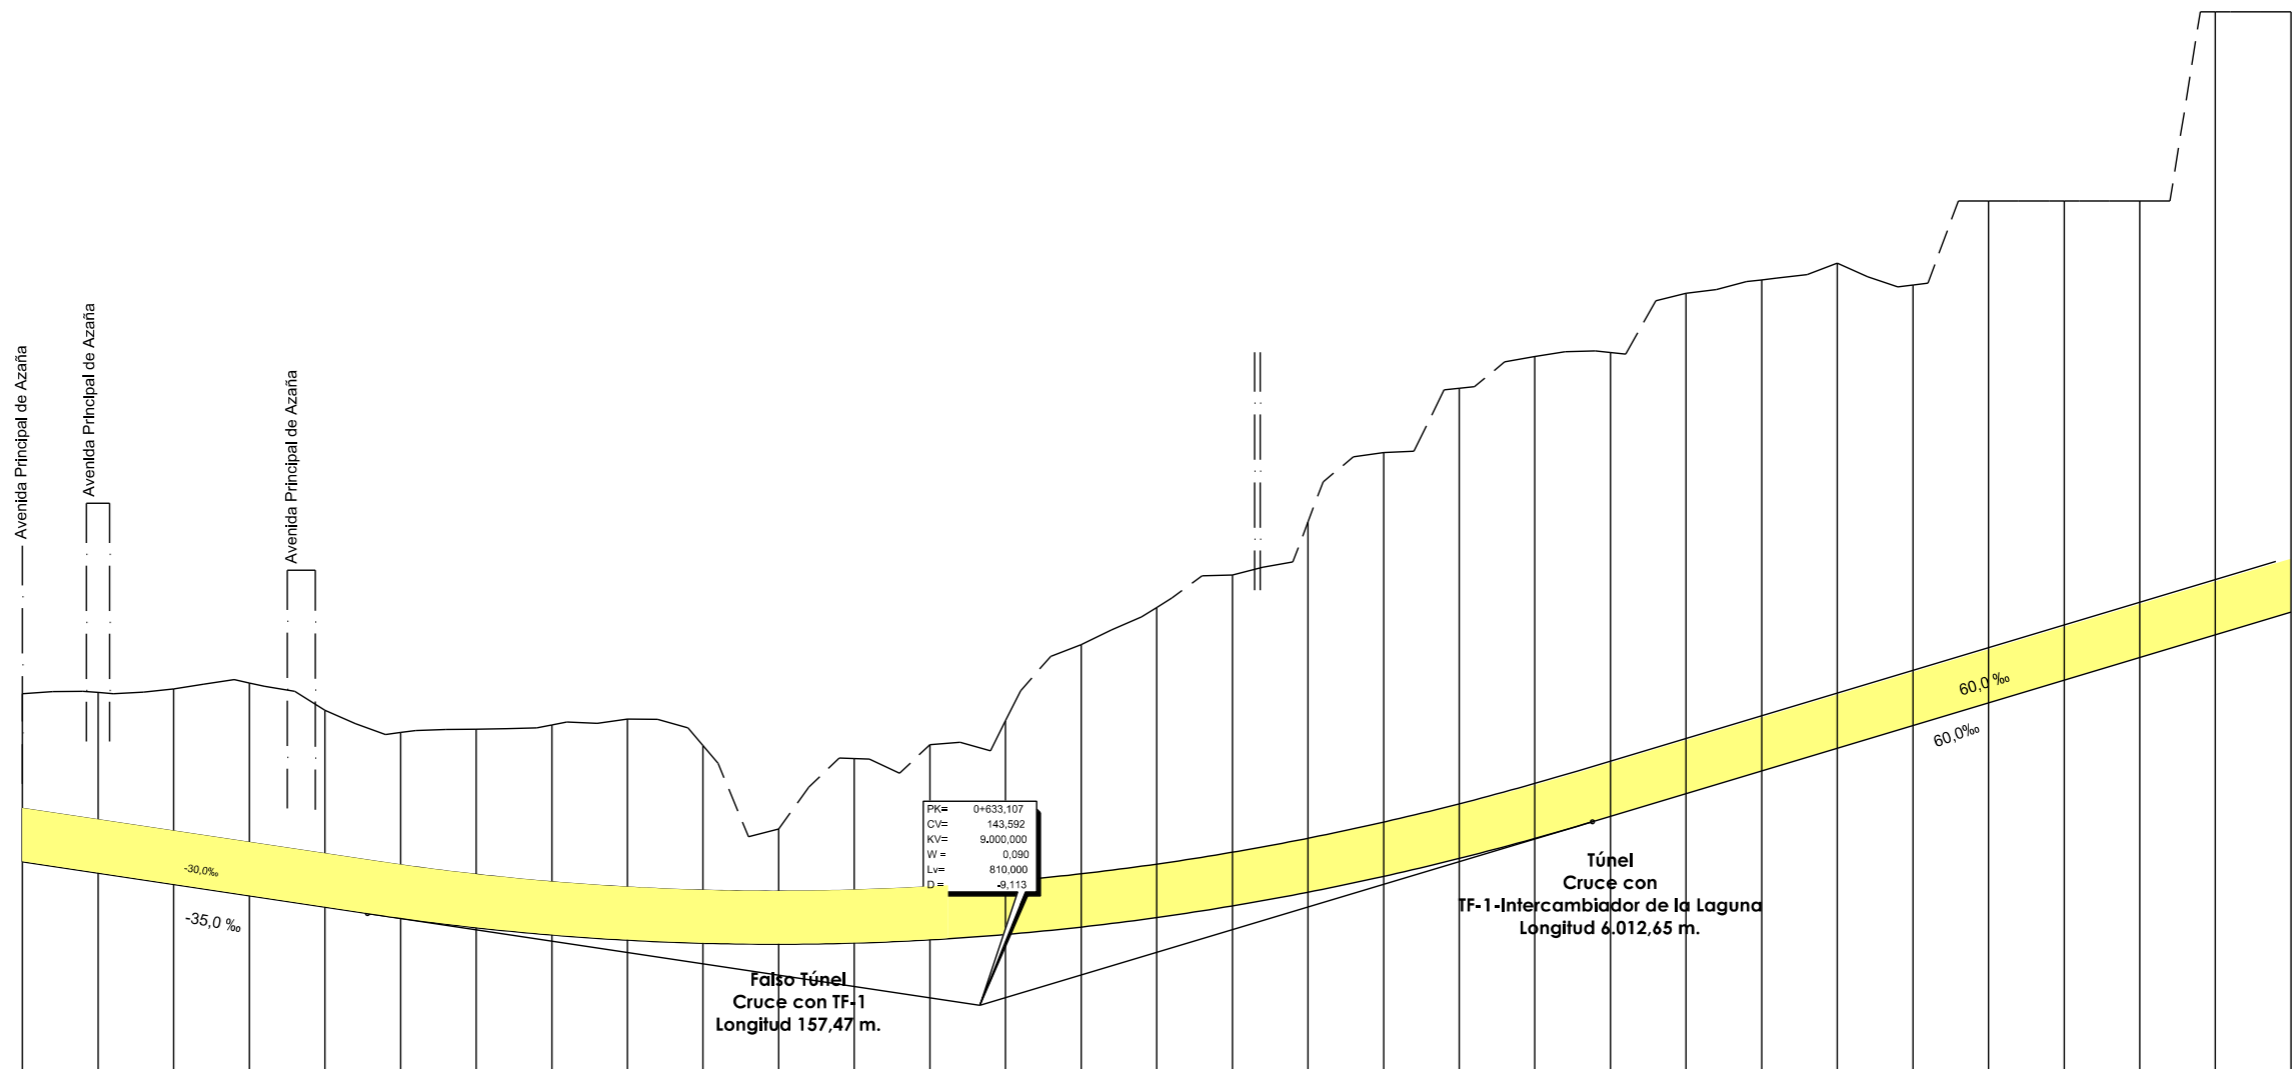 Avenida Principal de Azaña
Avenida Principal de Azaña
Avenida Principal de Azaña
-30,0‰
-35,0 ‰
PK= 0+633,107
CV= 143,592
KV= 9.000,000
W = 0,090
Lv= 810,000
D = -9,113
Falso Túnel
Cruce con TF-1
Longitud 157,47 m.
Túnel
Cruce con
TF-1-Intercambiador de la Laguna
Longitud 6.012,65 m.
60,0 ‰
60,0‰